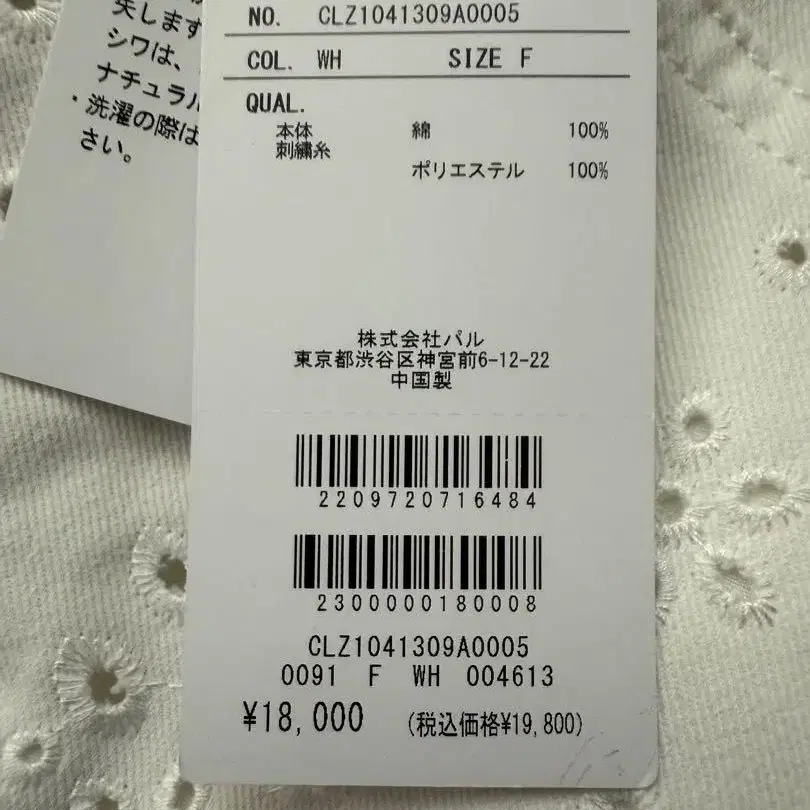 失します
シワは、
ナチュラル
・洗濯の際は
さい。
NO. CLZ1041309A0005
COL. WH SIZE F
QUAL.
本体 綿 100%
刺繍糸
ポリエステル 100%
株式会社パル
東京都渋谷区神宮前6-12-22
中国製
2209720716484
2300000180008
CLZ1041309A0005
0091 F WH 004613
¥18,000 (税込価格¥19,800)